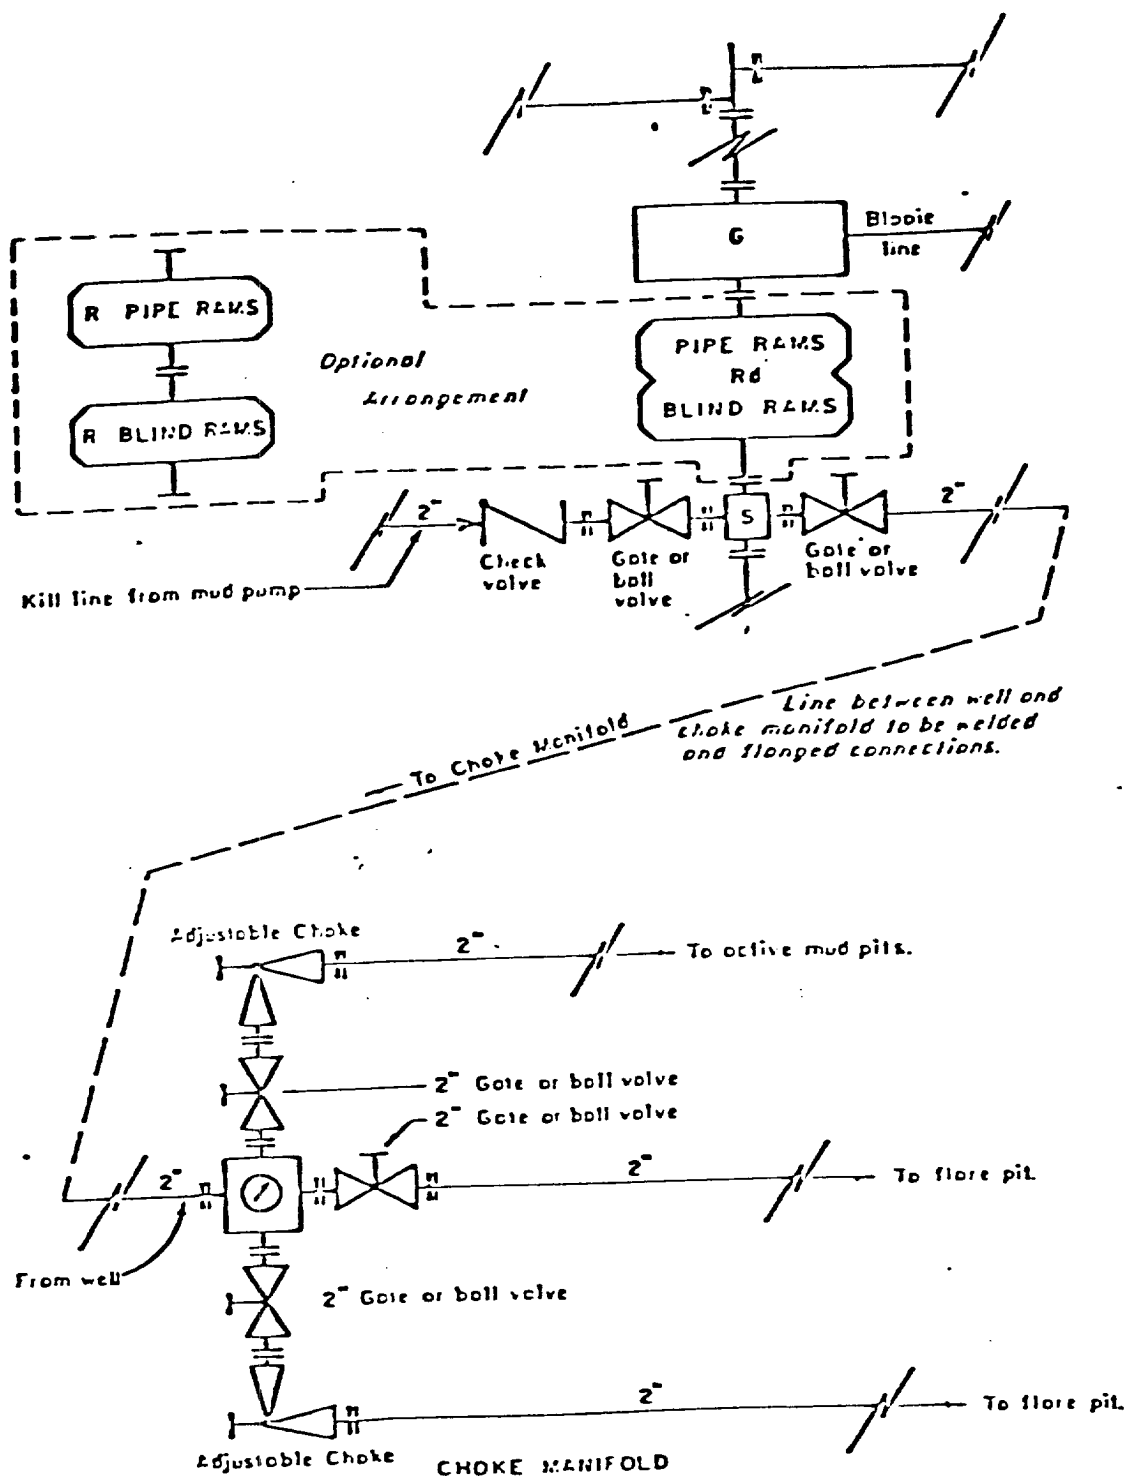 G
Blooie
line
R PIPE RAMS
R BLIND RAMS
Optional
Arrangement
PIPE RAMS
Rd
BLIND RAMS
2"
S
2"
Check
valve
Gate or
ball
valve
Gate or
ball valve
Kill line from mud pump
Line between well and
choke manifold to be welded
and flanged connections.
To Choke Manifold
Adjustable Choke
2"
To active mud pits.
2" Gate or ball valve
2" Gate or ball valve
2"
2"
To flare pit.
From well
2" Gate or ball valve
2"
To flare pit.
Adjustable Choke
CHOKE MANIFOLD